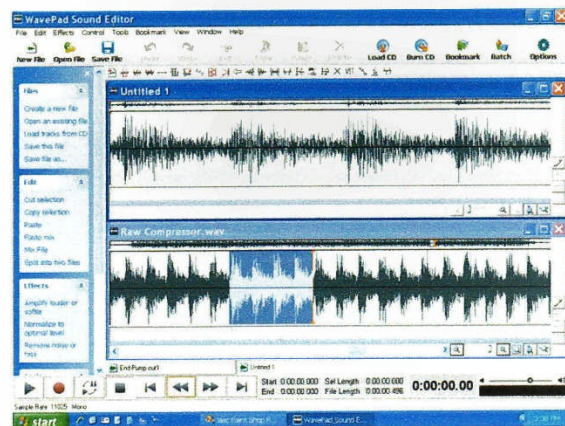 WavePad Sound Editor
File Edit Effects Control Tools Bookmark View Window Help
New File Open File Save File Load CD Burn CD Bookmark Batch Options
Files
Create a new file
Open an existing file
Load tracks from CD
Save this file
Save file as...
Edit
Cut selection
Copy selection
Paste
Paste mix
Mix File
Split into two files
Effects
Amplify louder or
softer
Normalize to
optimal level
Remove noise or
hiss
Untitled 1
Raw Compressor.wav
End Pump out1 Untitled 1
Start 0:00:00.000 Sel Length 0:00:00.000
End 0:00:00.000 File Length 0:00:00.496
0:00:00.00
Sample Rate 11025 Mono
start WavePad Sound E...